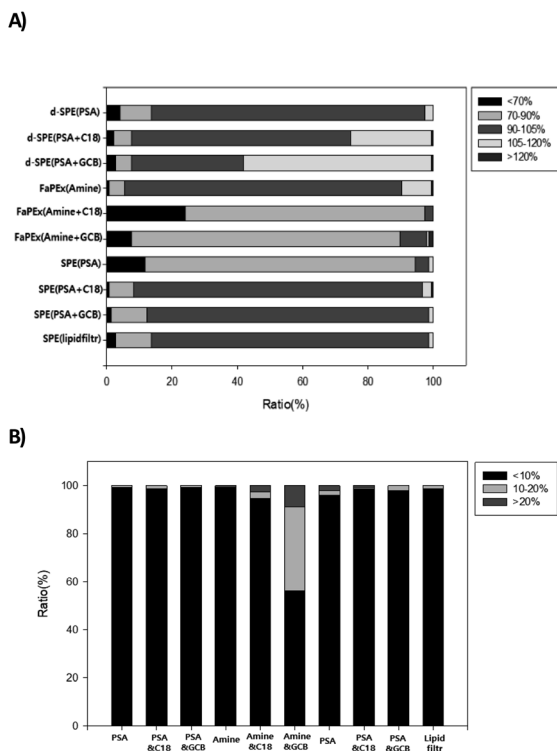 A)
<70%
70-90%
90-105%
105-120%
>120%
d-SPE(PSA)
d-SPE(PSA+C18)
d-SPE(PSA+GCB)
FaPEx(Amine)
FaPEx(Amine+C18)
FaPEx(Amine+GCB)
SPE(PSA)
SPE(PSA+C18)
SPE(PSA+GCB)
SPE(lipidfiltr)
0 20 40 60 80 100
Ratio(%)
B)
<10%
10-20%
>20%
100
80
60
40
20
0
Ratio(%)
PSA PSA &C18 PSA &GCB Amine Amine &C18 Amine &GCB PSA PSA &C18 PSA &GCB Lipid filtr